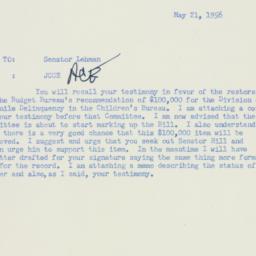 May 21, 1956
TO: Senator Lehman
: JCOE
You will recall your testimony in favor of the restora
the Budget Bureau's recommendation of $100,000 for the Division
nile Delinquency in the Children's Bureau. I am attaching a co
your testimony before that Committee. I am now advised that the
mittee is about to start marking up the Bill. I also understand
there is a very good chance that this $100,000 item will be
oved. I suggest and urge that you seek out Senator Hill and
n urge him to support this item. In the meantime I will have
tter drafted for your signature saying the same thing more form
for the record. I am attaching a memo describing the status of
er and also, as I said, your testimony.